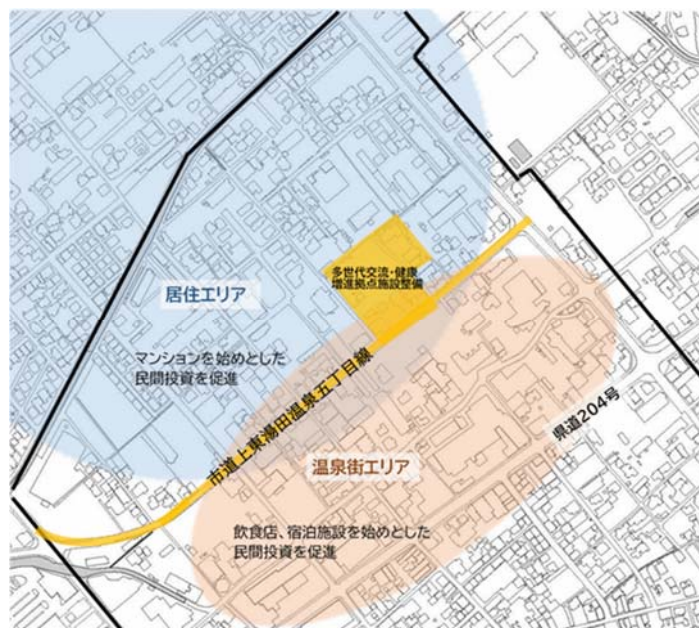 多世代交流・健康
増進拠点施設整備
居住エリア
マンションを始めとした
民間投資を促進
市道上東湯田温泉五丁目線
県道204号
温泉街エリア
飲食店、宿泊施設を始めとした
民間投資を促進